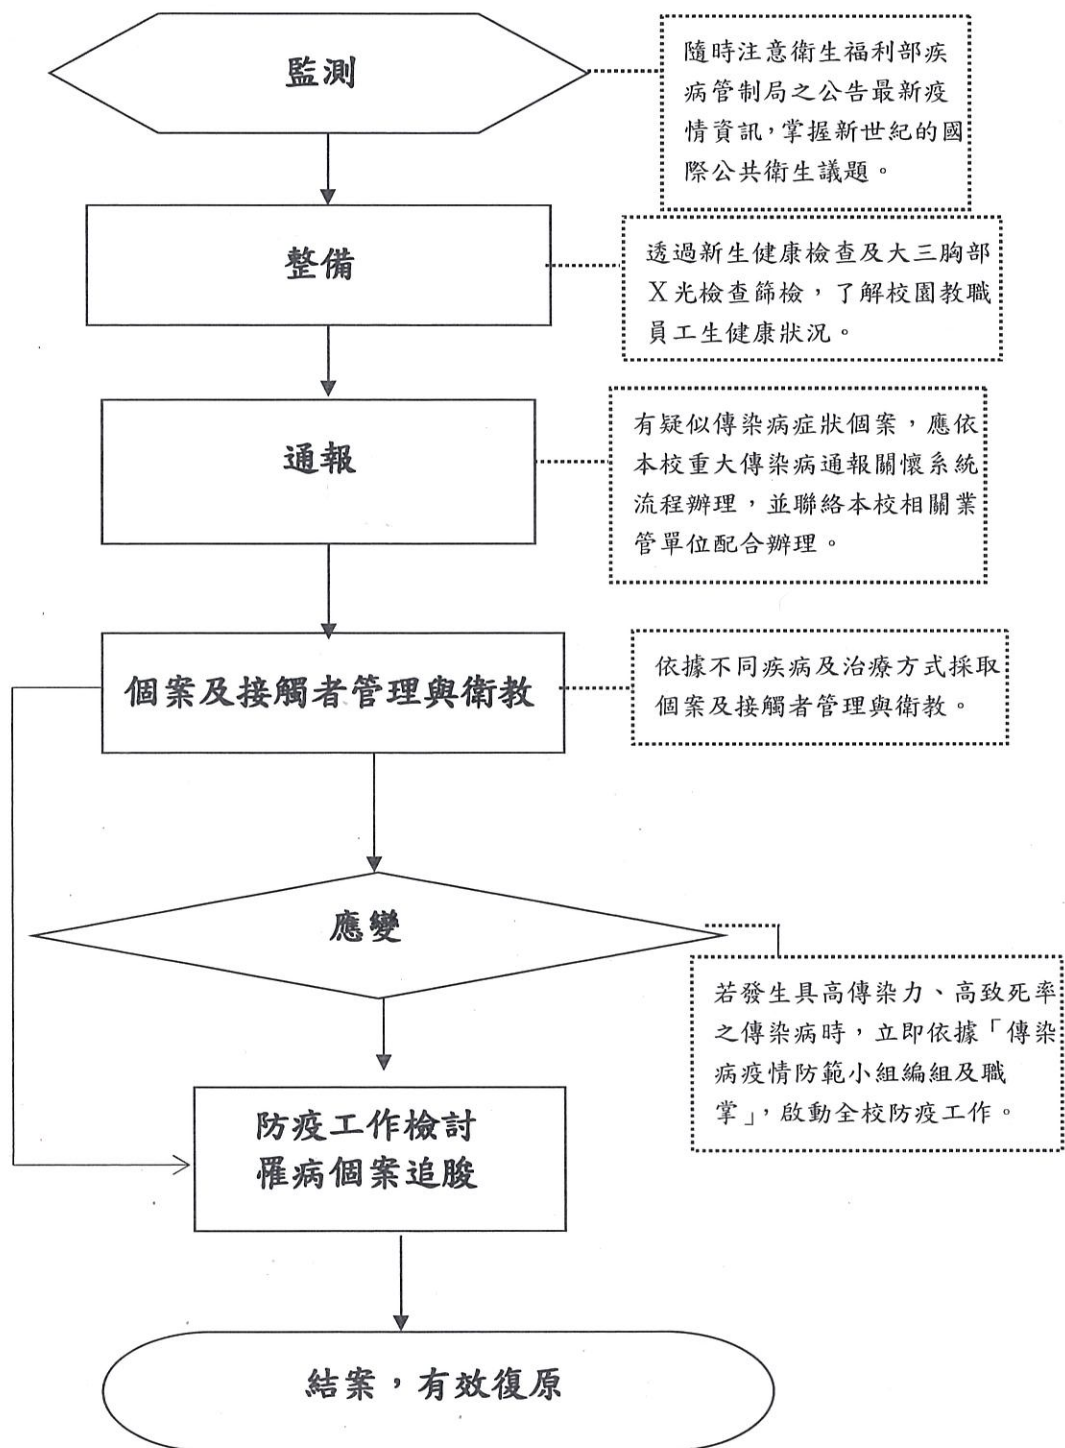 監測
隨時注意衛生福利部疾
病管制局之公告最新疫
情資訊，掌握新世紀的國
際公共衛生議題。
整備
透過新生健康檢查及大三胸部
X光檢查篩檢，了解校園教職
員工生健康狀況。
通報
有疑似傳染病症狀個案，應依
本校重大傳染病通報關懷系統
流程辦理，並聯絡本校相關業
管單位配合辦理。
個案及接觸者管理與衛教
依據不同疾病及治療方式採取
個案及接觸者管理與衛教。
應變
若發生具高傳染力、高致死率
之傳染病時，立即依據「傳染
病疫情防範小組編組及職
掌」，啟動全校防疫工作。
防疫工作檢討
罹病個案追脧
結案，有效復原